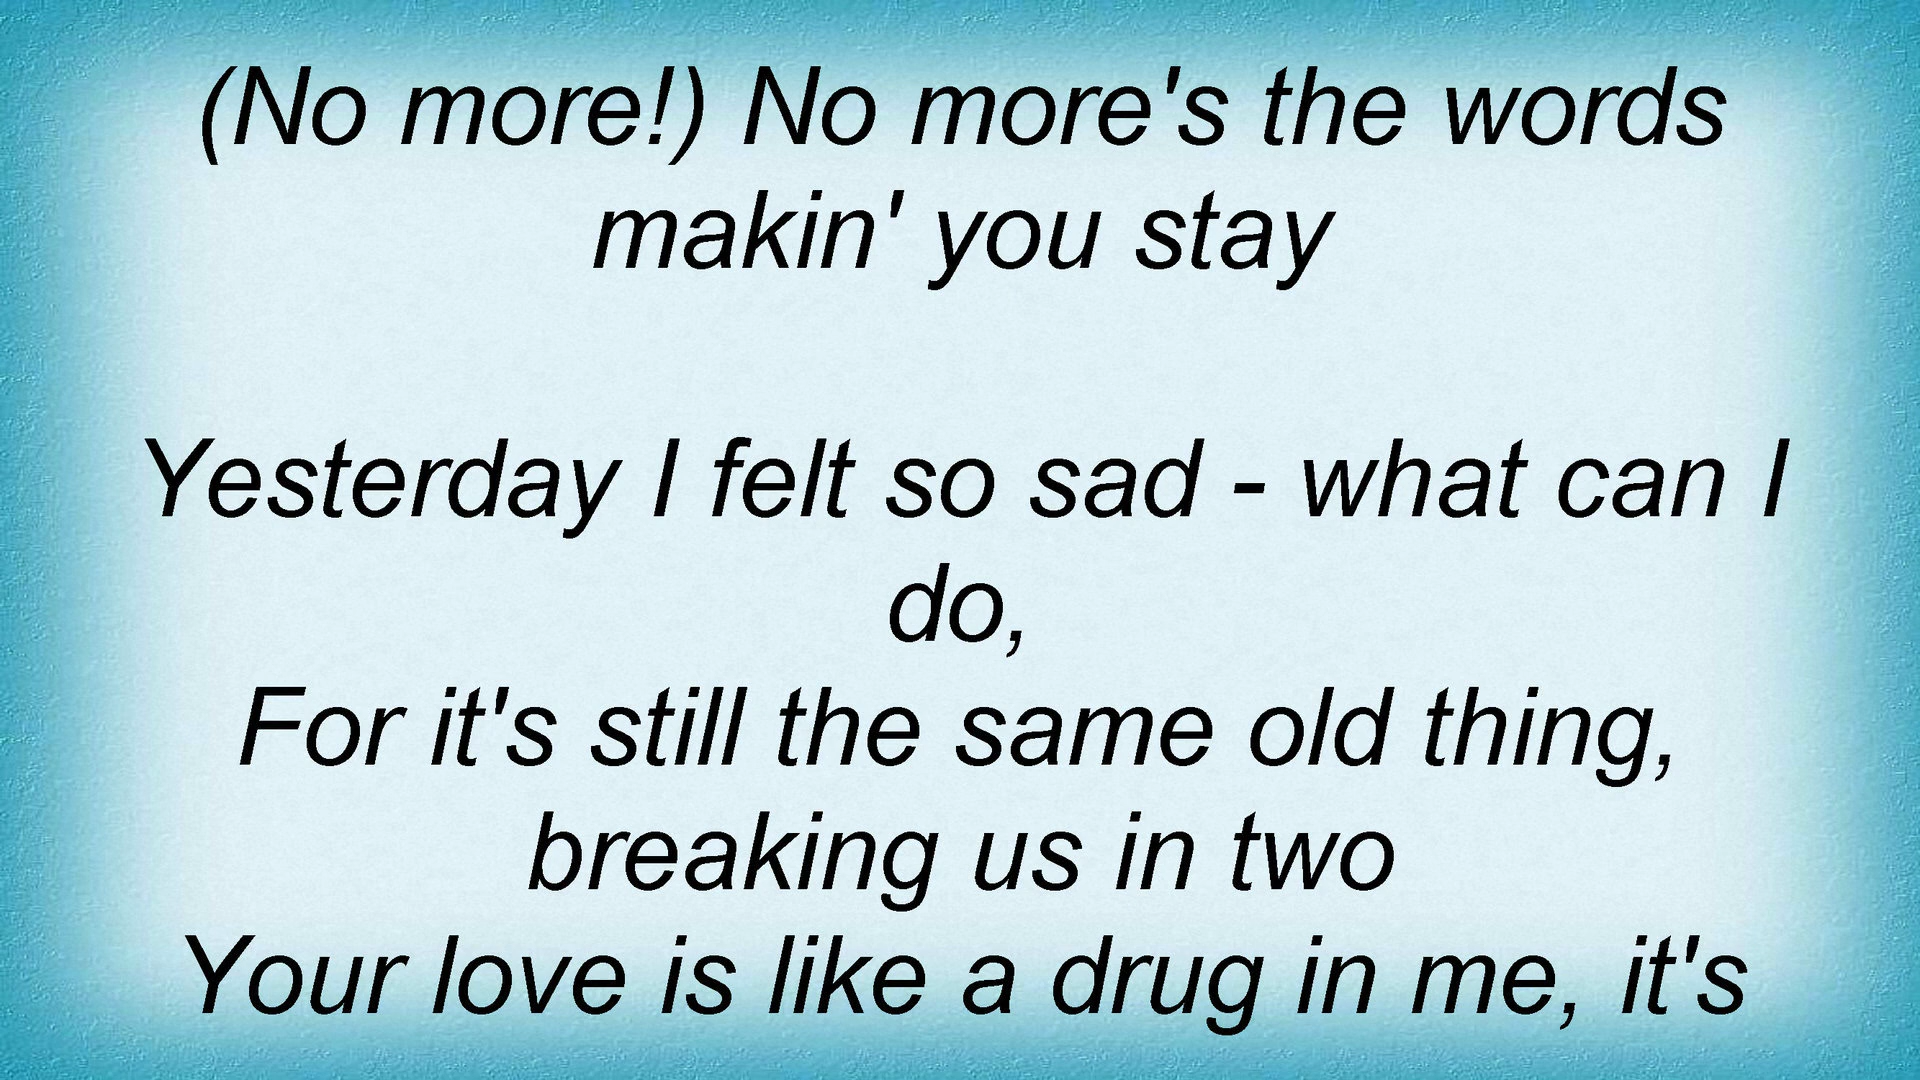 (No more!) No more's the words
makin' you stay
Yesterday I felt so sad - what can I
do,
For it's still the same old thing,
breaking us in two
Your love is like a drug in me, it's